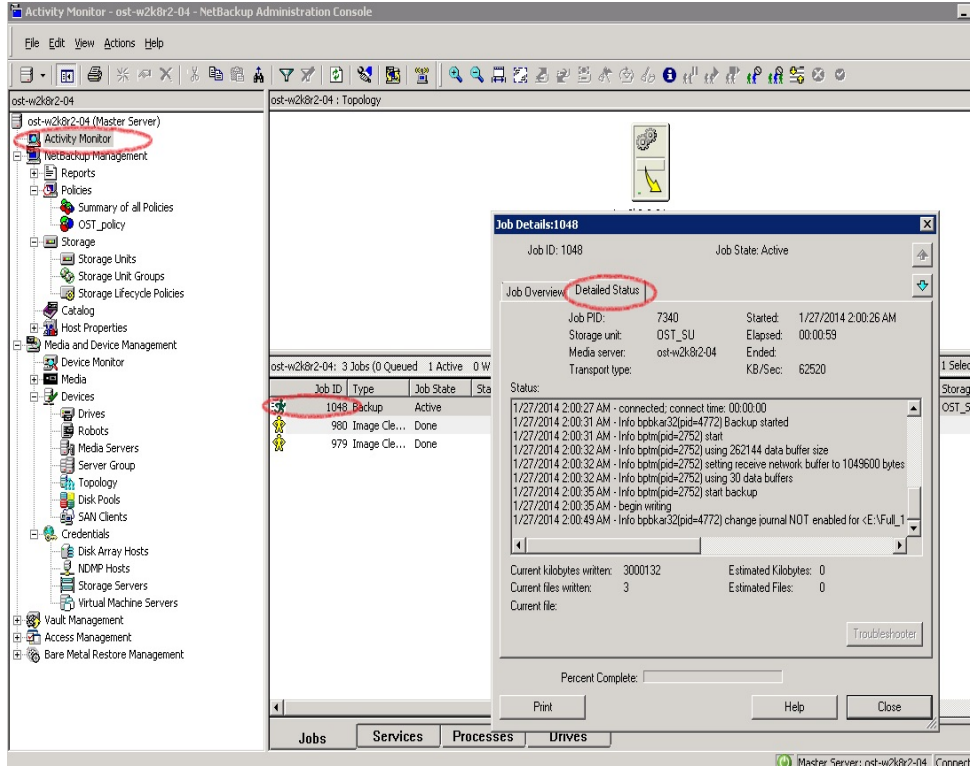 Activity Monitor - ost-w2k8r2-04 - NetBackup Administration Console
File Edit View Actions Help
ost-w2k8r2-04
ost-w2k8r2-04 (Master Server)
Activity Monitor
NetBackup Management
Reports
Policies
Summary of all Policies
OST_policy
Storage
Storage Units
Storage Unit Groups
Storage Lifecycle Policies
Catalog
Host Properties
Media and Device Management
Device Monitor
Media
Devices
Drives
Robots
Media Servers
Server Group
Topology
Disk Pools
SAN Clients
Credentials
Disk Array Hosts
NDMP Hosts
Storage Servers
Virtual Machine Servers
Vault Management
Access Management
Bare Metal Restore Management
ost-w2k8r2-04 : Topology
ost-w2k8r2-04: 3 Jobs (0 Queued 1 Active 0 W
1 Selec
Job ID Type Job State Sta
Storag
1048 Backup Active
OST_S
980 Image Cle... Done
979 Image Cle... Done
Job Details:1048
Job ID: 1048 Job State: Active
Job Overview Detailed Status
Job PID: 7340 Started: 1/27/2014 2:00:26 AM
Storage unit: OST_SU Elapsed: 00:00:59
Media server: ost-w2k8r2-04 Ended:
Transport type: KB/Sec: 62520
Status:
1/27/2014 2:00:27 AM - connected; connect time: 00:00:00
1/27/2014 2:00:31 AM - Info bpbkar32(pid=4772) Backup started
1/27/2014 2:00:31 AM - Info bptm(pid=2752) start
1/27/2014 2:00:32 AM - Info bptm(pid=2752) using 262144 data buffer size
1/27/2014 2:00:32 AM - Info bptm(pid=2752) setting receive network buffer to 1049600 bytes
1/27/2014 2:00:32 AM - Info bptm(pid=2752) using 30 data buffers
1/27/2014 2:00:35 AM - Info bptm(pid=2752) start backup
1/27/2014 2:00:35 AM - begin writing
1/27/2014 2:00:49 AM - Info bpbkar32(pid=4772) change journal NOT enabled for <E:\Full_1
Current kilobytes written: 3000132 Estimated Kilobytes: 0
Current files written: 3 Estimated Files: 0
Current file:
Troubleshooter
Percent Complete:
Print Help Close
Jobs Services Processes Drives
Master Server: ost-w2k8r2-04 Connect